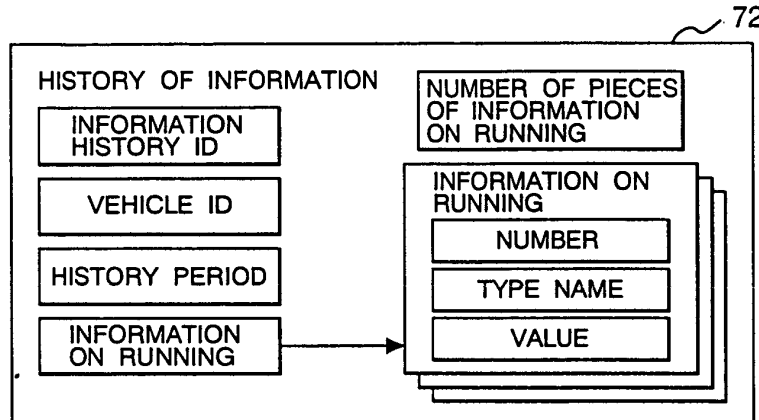 72
HISTORY OF INFORMATION
INFORMATION
HISTORY ID
VEHICLE ID
HISTORY PERIOD
INFORMATION
ON RUNNING
NUMBER OF PIECES
OF INFORMATION
ON RUNNING
INFORMATION ON
RUNNING
NUMBER
TYPE NAME
VALUE